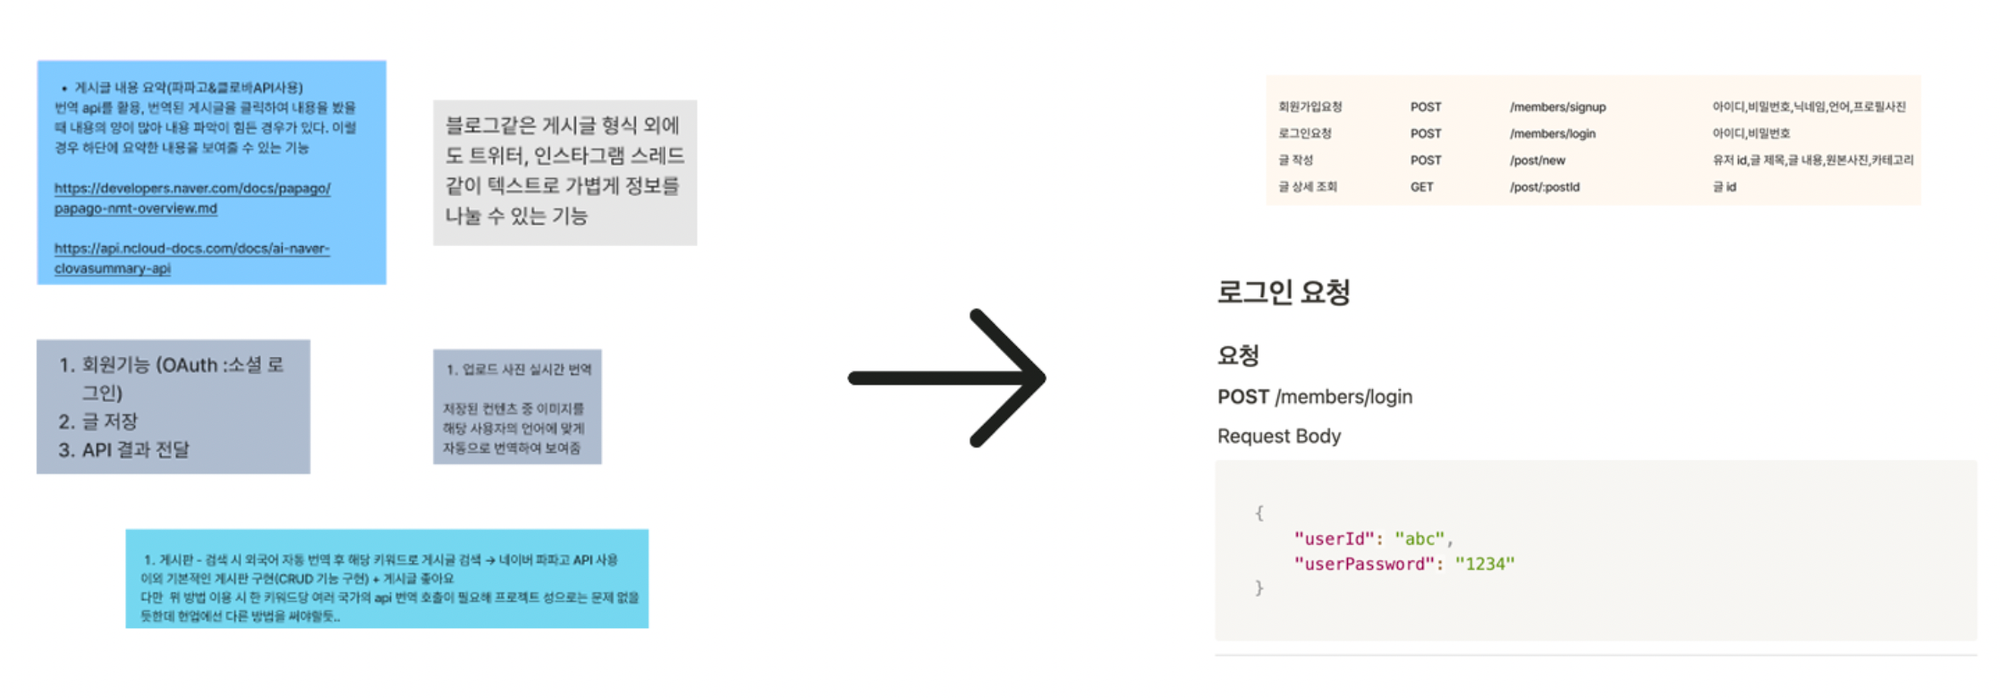 • 게시글 내용 요약(파파고&클로바API사용)
번역 api를 활용, 번역된 게시글을 클릭하여 내용을 봤을
때 내용의 양이 많아 내용 파악이 힘든 경우가 있다. 이럴
경우 하단에 요약한 내용을 보여줄 수 있는 기능
https://developers.naver.com/docs/papago/
papago-nmt-overview.md
https://api.ncloud-docs.com/docs/ai-naver-
clovasummary-api
블로그같은 게시글 형식 외에
도 트위터, 인스타그램 스레드
같이 텍스트로 가볍게 정보를
나눌 수 있는 기능
1. 회원기능 (OAuth :소셜 로
그인)
2. 글 저장
3. API 결과 전달
1. 업로드 사진 실시간 번역
저장된 컨텐츠 중 이미지를
해당 사용자의 언어에 맞게
자동으로 번역하여 보여줌
1. 게시판 - 검색 시 외국어 자동 번역 후 해당 키워드로 게시글 검색 → 네이버 파파고 API 사용
이외 기본적인 게시판 구현(CRUD 기능 구현) + 게시글 좋아요
다만 위 방법 이용 시 한 키워드당 여러 국가의 api 번역 호출이 필요해 프로젝트 성으로는 문제 없을
듯한데 현업에선 다른 방법을 써야할듯..
회원가입요청 POST /members/signup 아이디,비밀번호,닉네임,언어,프로필사진
로그인요청 POST /members/login 아이디,비밀번호
글 작성 POST /post/new 유저 id,글 제목,글 내용,원본사진,카테고리
글 상세 조회 GET /post/:postId 글 id
로그인 요청
요청
POST /members/login
Request Body
{
"userId": "abc",
"userPassword": "1234"
}